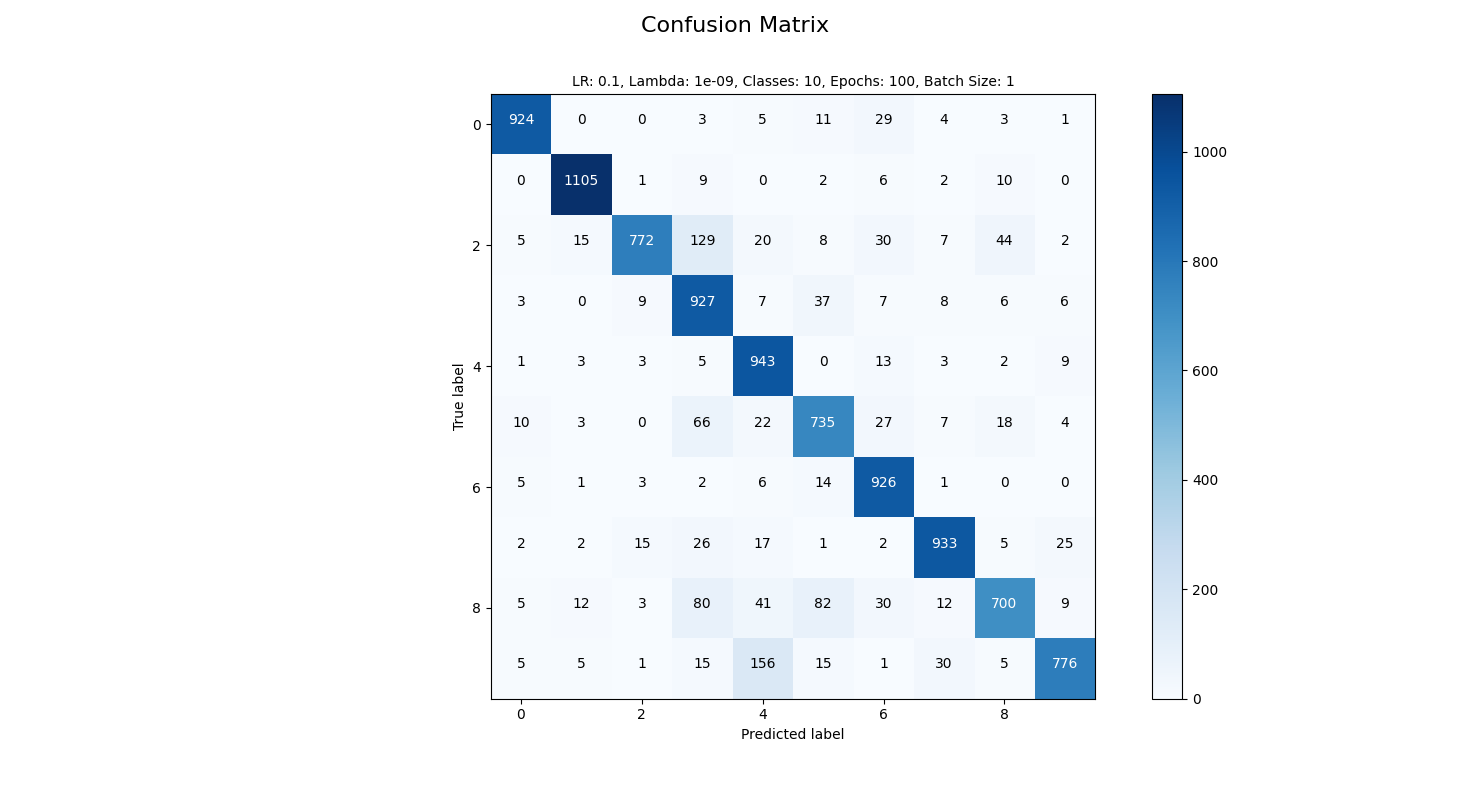 Confusion Matrix
LR: 0.1, Lambda: 1e-09, Classes: 10, Epochs: 100, Batch Size: 1
0 924 0 0 3 5 11 29 4 3 1
0 1105 1 9 0 2 6 2 10 0
2 5 15 772 129 20 8 30 7 44 2
3 0 9 927 7 37 7 8 6 6
4 1 3 3 5 943 0 13 3 2 9
10 3 0 66 22 735 27 7 18 4
6 5 1 3 2 6 14 926 1 0 0
2 2 15 26 17 1 2 933 5 25
8 5 12 3 80 41 82 30 12 700 9
5 5 1 15 156 15 1 30 5 776
0 2 4 6 8
Predicted label
True label
1000
800
600
400
200
0